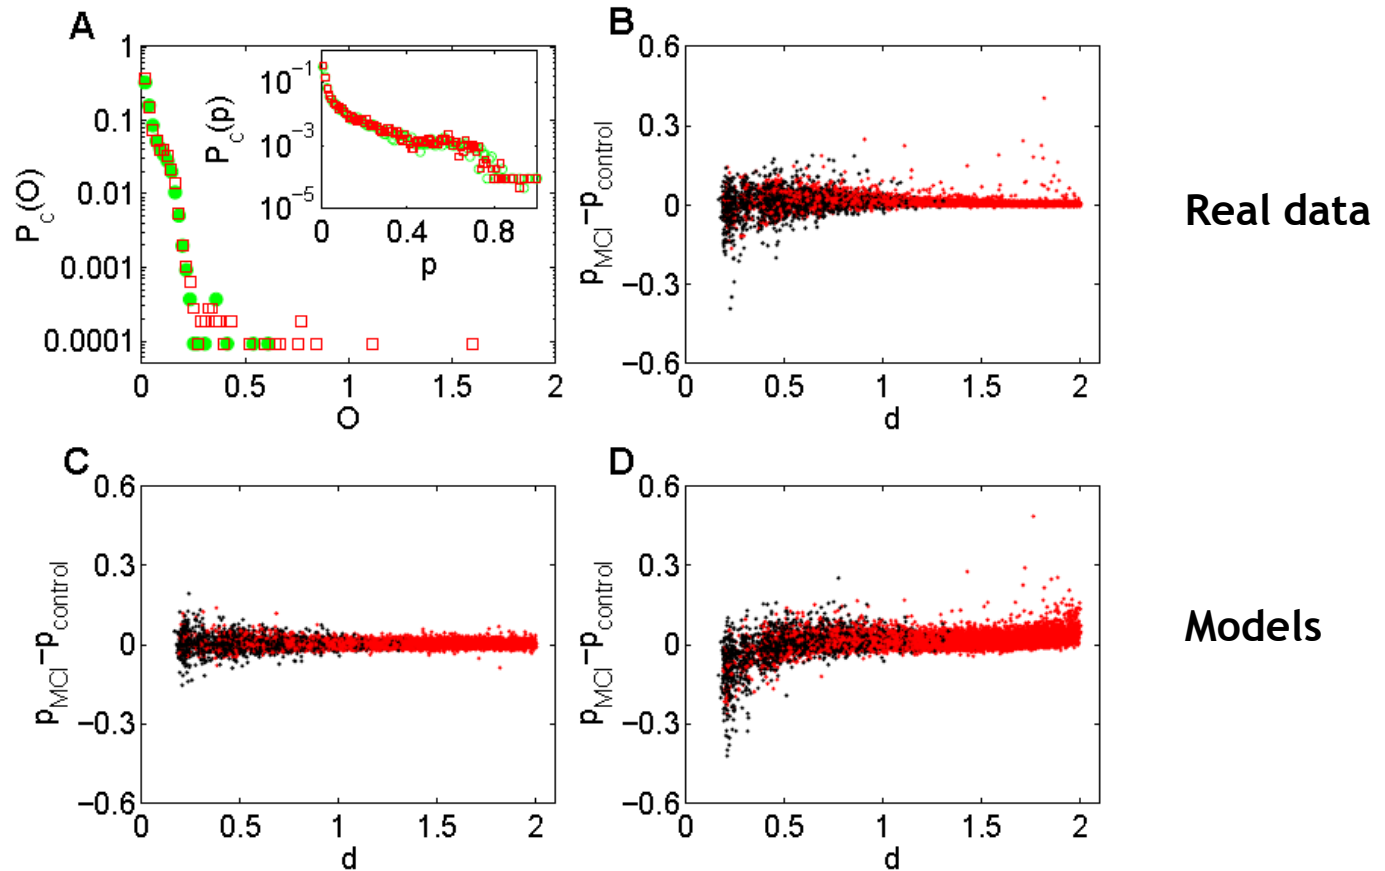 A
1
0.1
0.01
0.001
0.0001
P_C(O)
0 0.5 1 1.5 2
O
10^−1
10^−3
10^−5
P_C(p)
0 0.4 0.8
p
B
0.6
0.3
0
−0.3
−0.6
p_MCI−p_control
0 0.5 1 1.5 2
d
Real data
C
0.6
0.3
0
−0.3
−0.6
p_MCI−p_control
0 0.5 1 1.5 2
d
D
0.6
0.3
0
−0.3
−0.6
p_MCI−p_control
0 0.5 1 1.5 2
d
Models